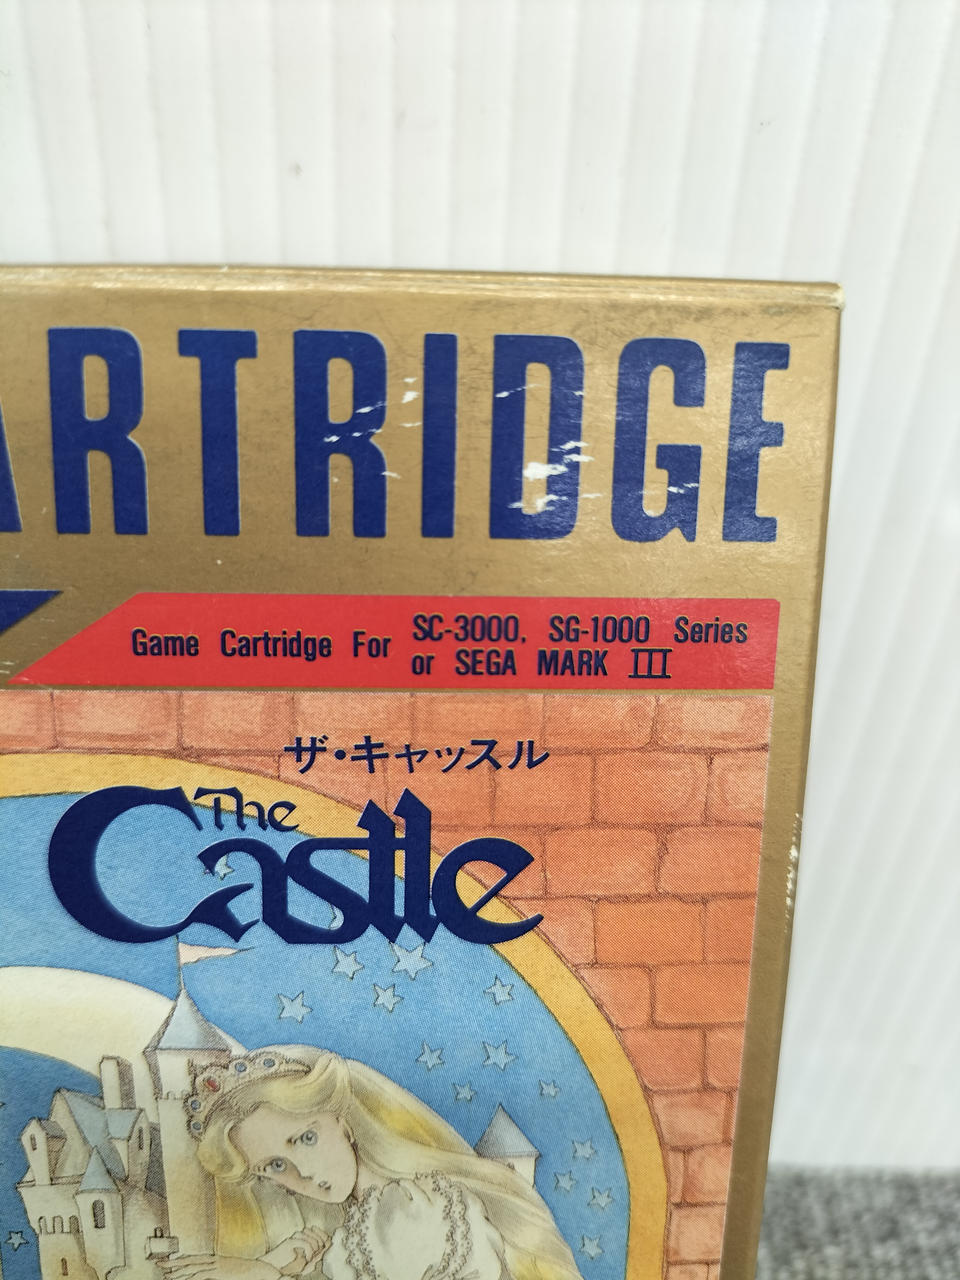 CARTRIDGE
Game Cartridge For SC-3000, SG-1000 Series
or SEGA MARK III
ザ・キャッスル
The
Castle